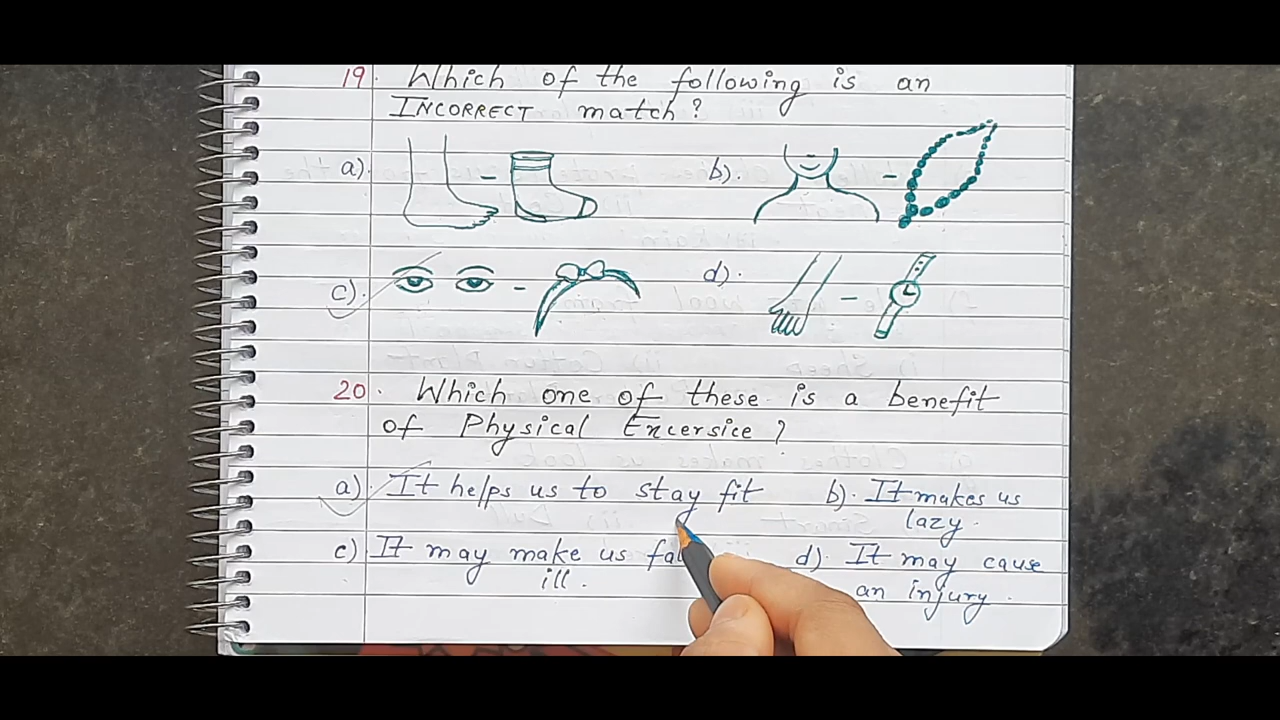 19. Which of the following is an
INCORRECT match?
a). - b). -
c). - d). -
20. Which one of these is a benefit
of Physical Excersice?
a). It helps us to stay fit b). It makes us
lazy.
c) It may make us d). It may cause
ill. an injury.